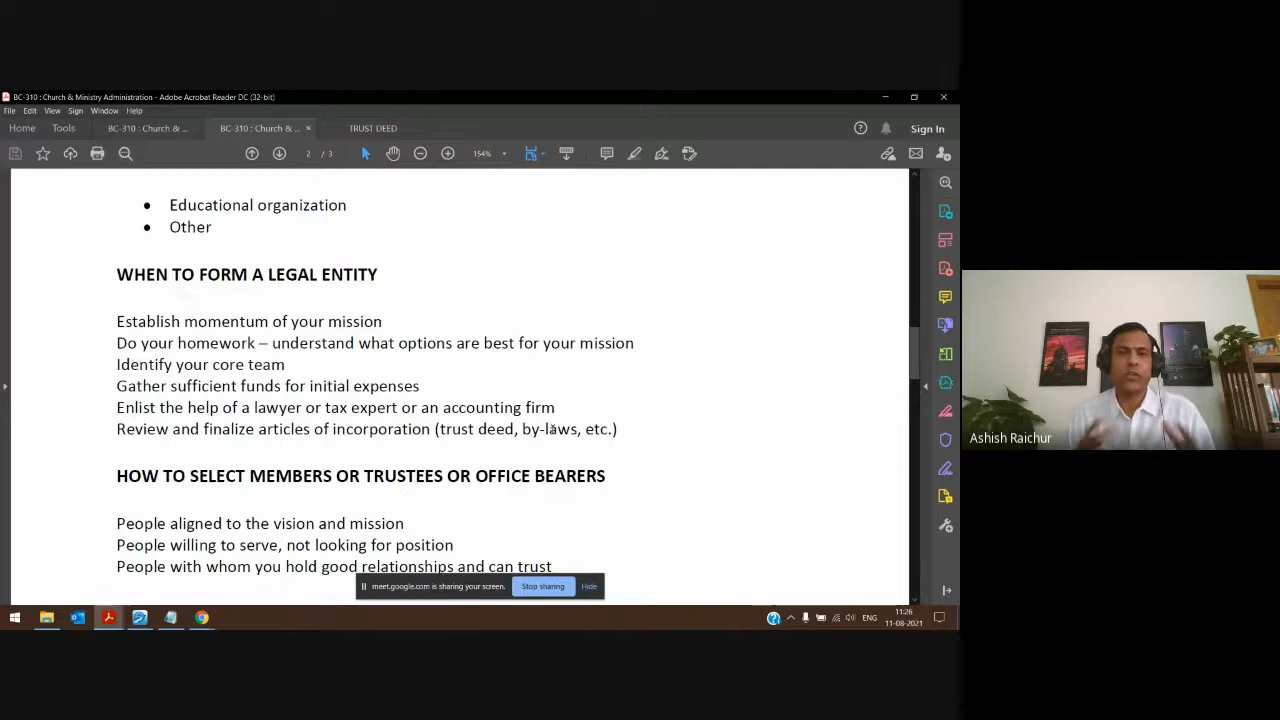 BC-310 : Church & Ministry Administration - Adobe Acrobat Reader DC (32-bit)
File Edit View Sign Window Help
Home Tools BC-310 : Church & ... BC-310 : Church & ... × TRUST DEED Sign In
2 / 3 154%
• Educational organization
• Other
WHEN TO FORM A LEGAL ENTITY
Establish momentum of your mission
Do your homework – understand what options are best for your mission
Identify your core team
Gather sufficient funds for initial expenses
Enlist the help of a lawyer or tax expert or an accounting firm
Review and finalize articles of incorporation (trust deed, by-laws, etc.)
HOW TO SELECT MEMBERS OR TRUSTEES OR OFFICE BEARERS
People aligned to the vision and mission
People willing to serve, not looking for position
People with whom you hold good relationships and can trust
meet.google.com is sharing your screen. Stop sharing Hide
ENG 11:26
11-08-2021
Ashish Raichur